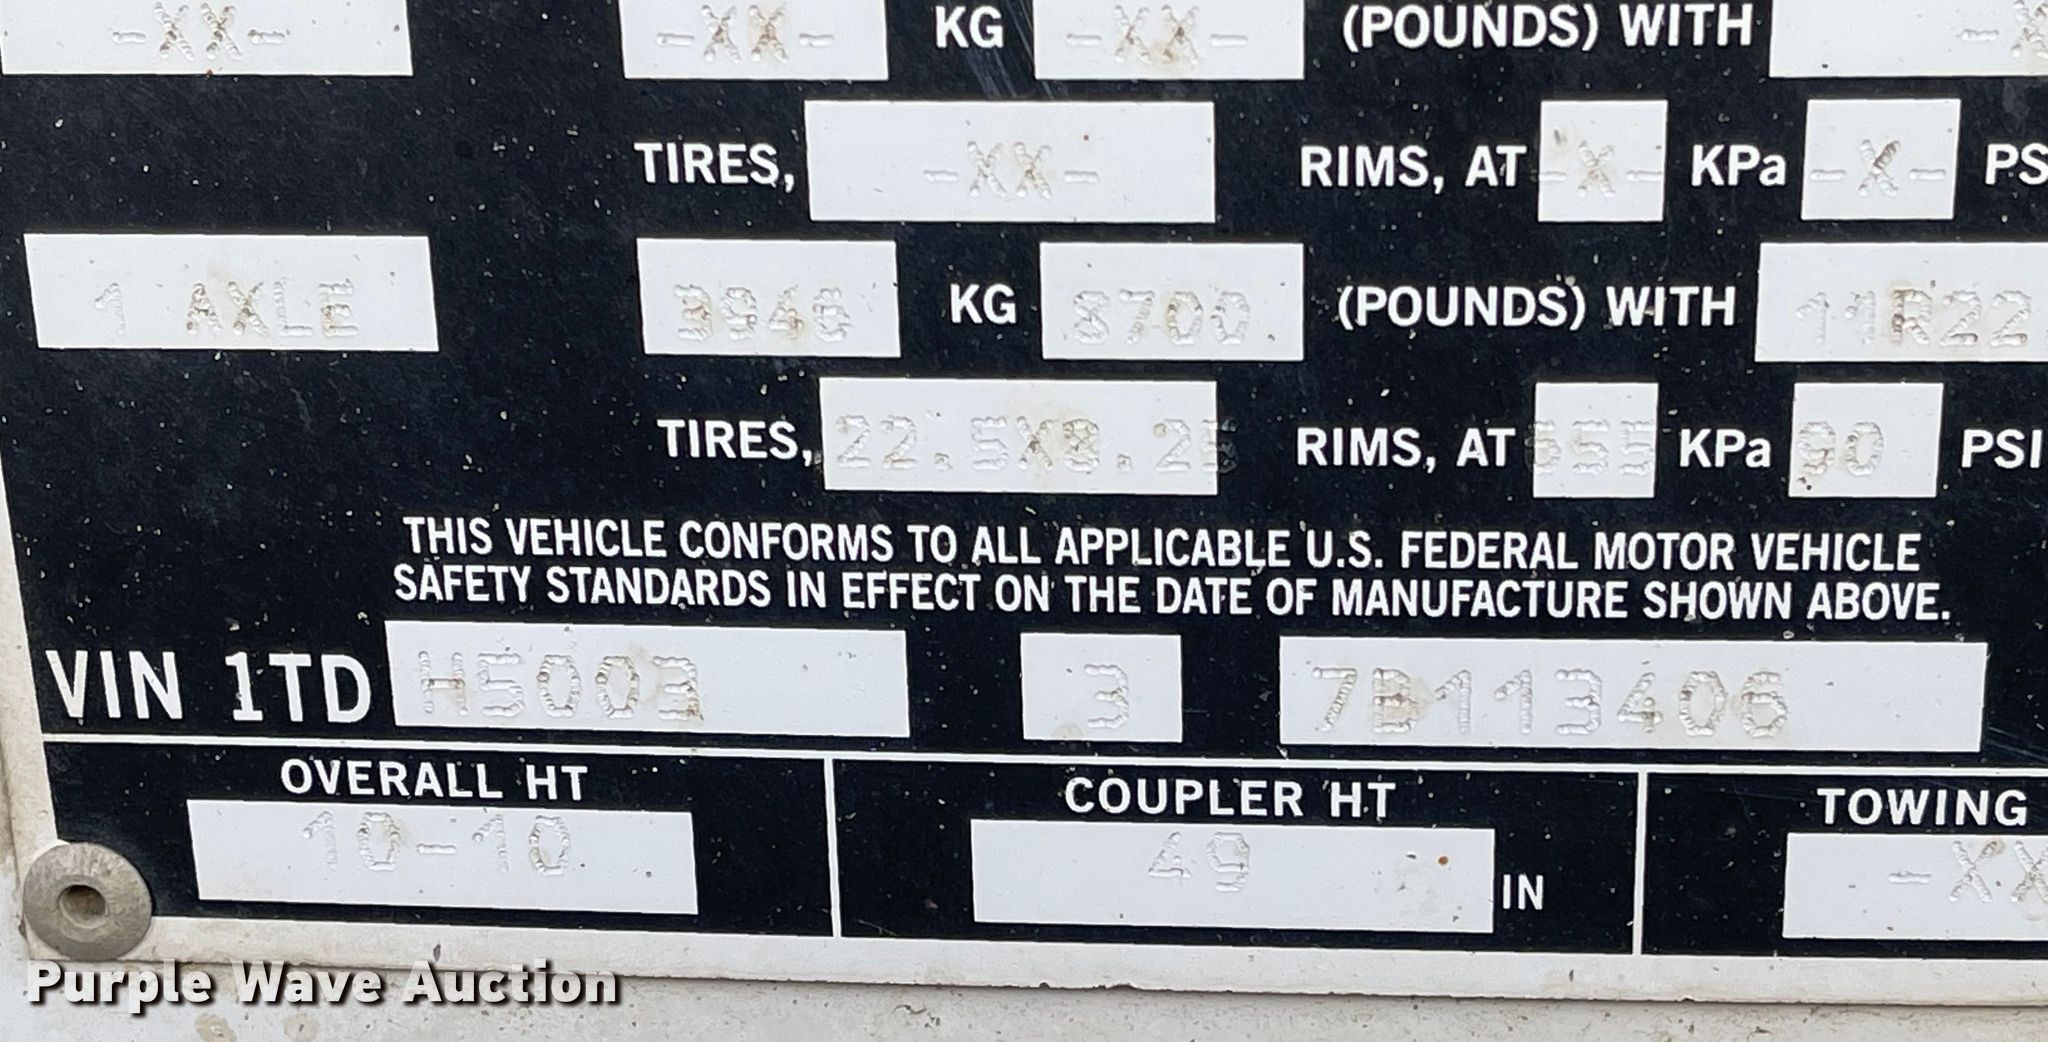 -XX- -XX- KG -XX- (POUNDS) WITH
TIRES, -XX- RIMS, AT -X- KPa -X- PS
1 AXLE 3946 KG 8700 (POUNDS) WITH 11R22
TIRES, 22.5X8.25 RIMS, AT 655 KPa 90 PSI
THIS VEHICLE CONFORMS TO ALL APPLICABLE U.S. FEDERAL MOTOR VEHICLE
SAFETY STANDARDS IN EFFECT ON THE DATE OF MANUFACTURE SHOWN ABOVE.
VIN 1TD H5003 3 7B113406
OVERALL HT COUPLER HT TOWING
10-10 49 IN -XX
Purple Wave Auction